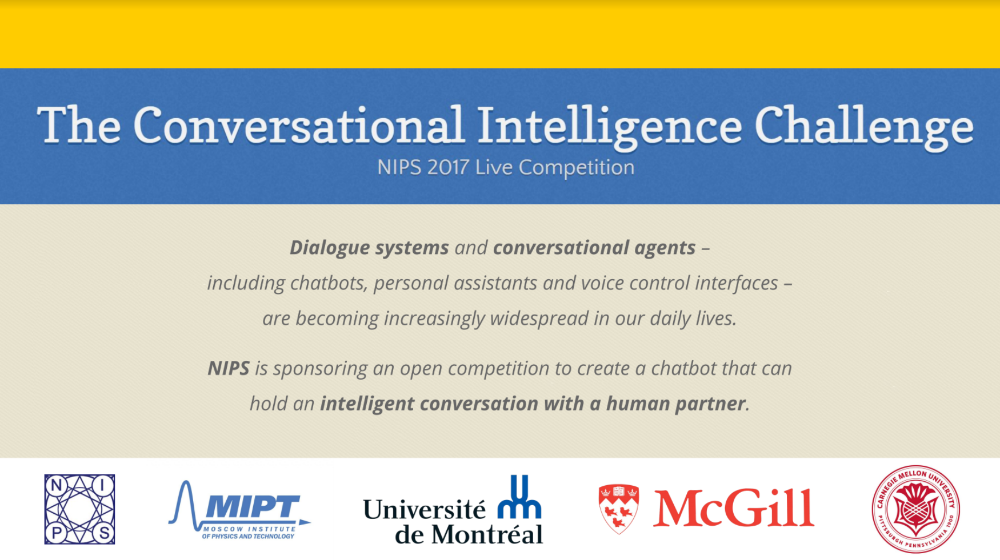 The Conversational Intelligence Challenge
NIPS 2017 Live Competition
Dialogue systems and conversational agents –
including chatbots, personal assistants and voice control interfaces –
are becoming increasingly widespread in our daily lives.
NIPS is sponsoring an open competition to create a chatbot that can
hold an intelligent conversation with a human partner.
N I
P S
MIPT
MOSCOW INSTITUTE
OF PHYSICS AND TECHNOLOGY
Université
de Montréal
McGill
CARNEGIE MELLON UNIVERSITY
PITTSBURGH PENNSYLVANIA 1900